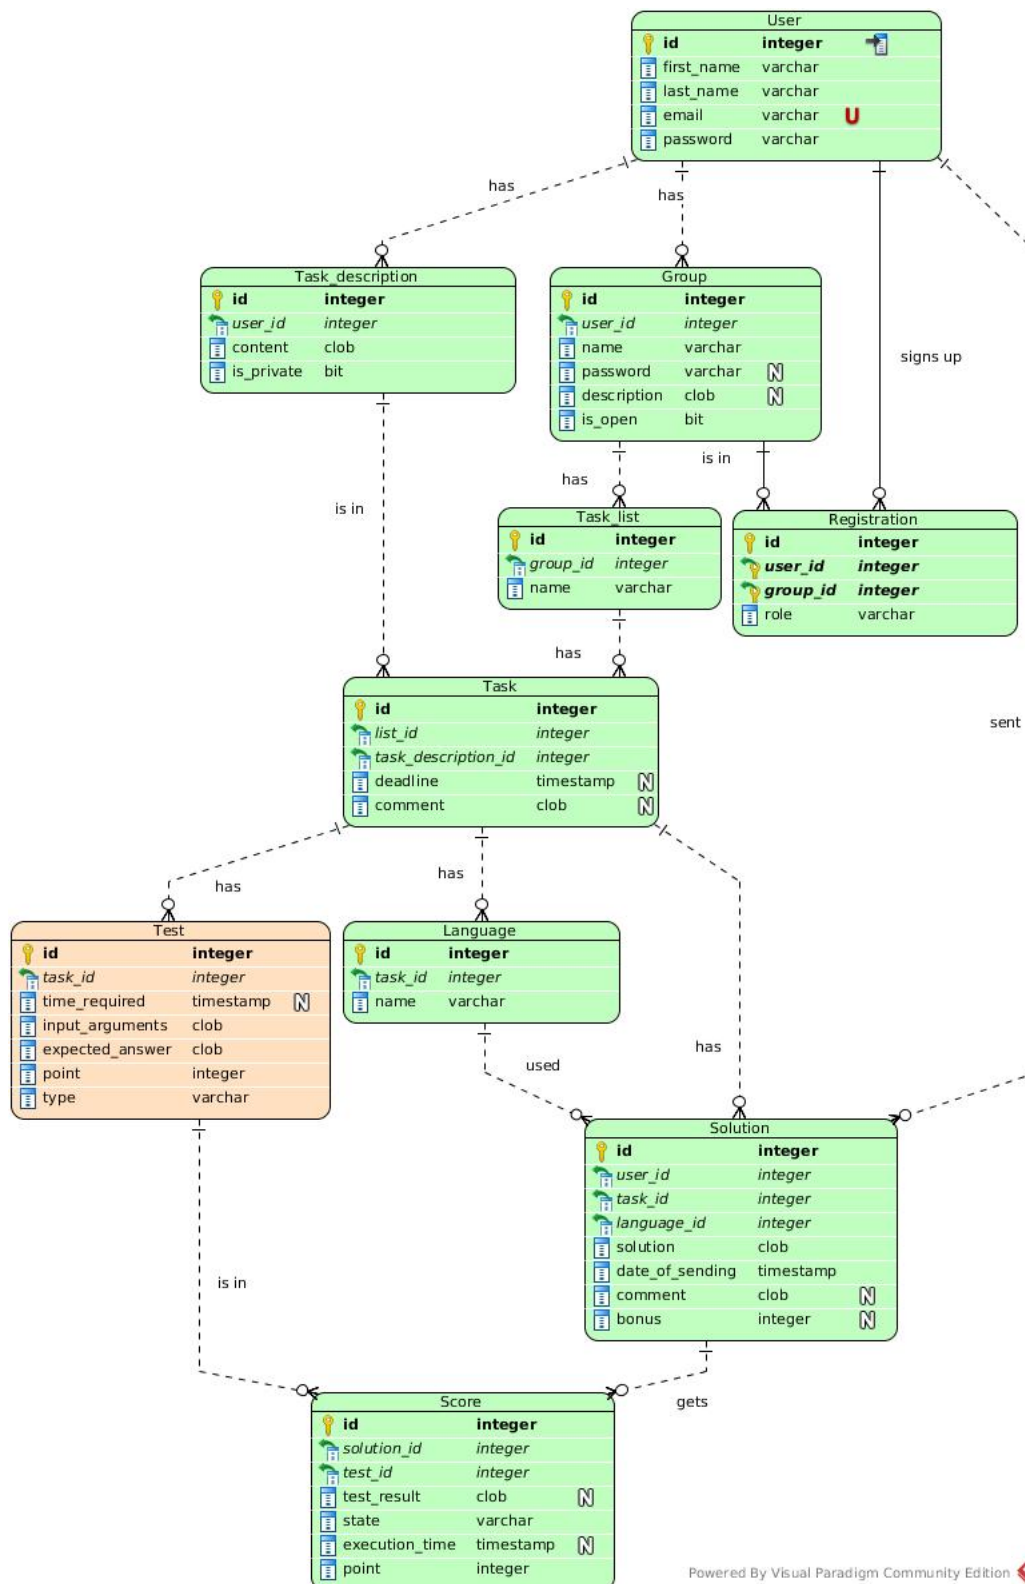 User
id integer
first_name varchar
last_name varchar
email varchar U
password varchar
has
has
Task_description
id integer
user_id integer
content clob
is_private bit
Group
id integer
user_id integer
name varchar
password varchar N
description clob N
is_open bit
signs up
is in
is in
has
Task_list
id integer
group_id integer
name varchar
Registration
id integer
user_id integer
group_id integer
role varchar
has
sent
Task
id integer
list_id integer
task_description_id integer
deadline timestamp N
comment clob N
has
has
has
Test
id integer
task_id integer
time_required timestamp N
input_arguments clob
expected_answer clob
point integer
type varchar
Language
id integer
task_id integer
name varchar
used
Solution
id integer
user_id integer
task_id integer
language_id integer
solution clob
date_of_sending timestamp
comment clob N
bonus integer N
is in
gets
Score
id integer
solution_id integer
test_id integer
test_result clob N
state varchar
execution_time timestamp N
point integer
Powered By Visual Paradigm Community Edition